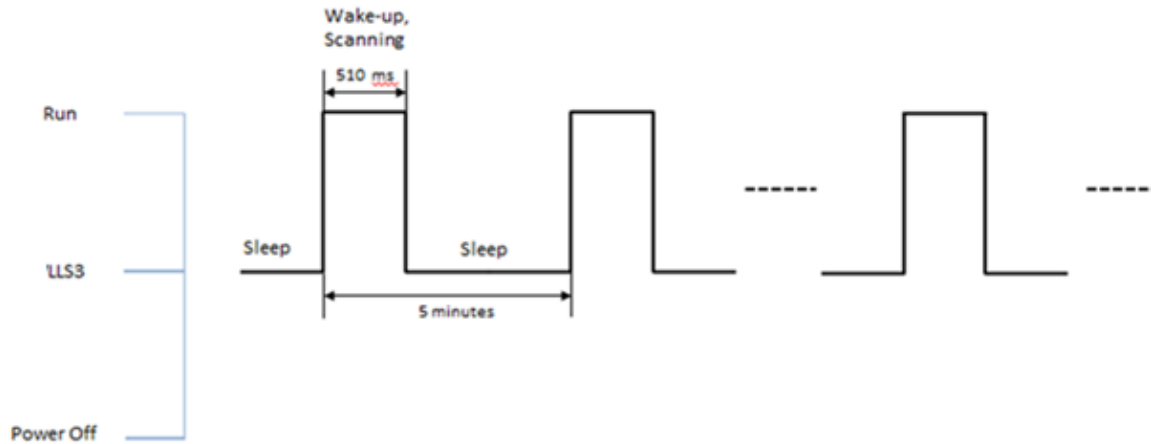 Wake-up,
Scanning
510 ms
Run
Sleep
Sleep
'LLS3
5 minutes
Power Off